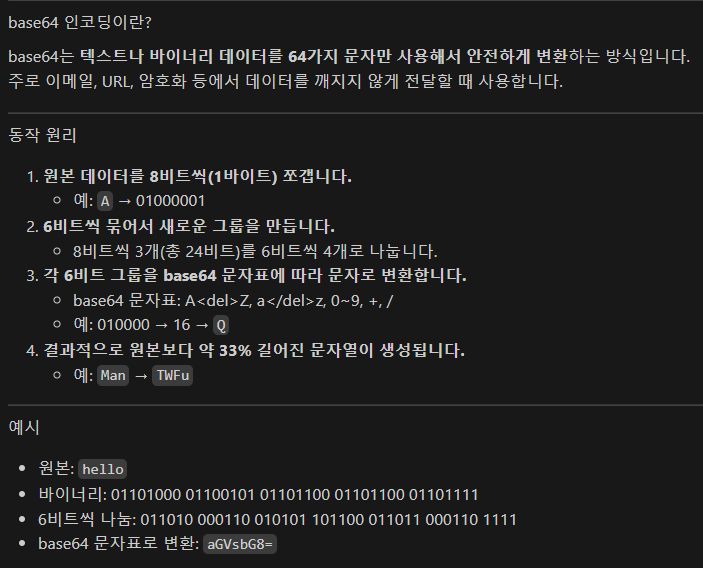 base64 인코딩이란?
base64는 텍스트나 바이너리 데이터를 64가지 문자만 사용해서 안전하게 변환하는 방식입니다.
주로 이메일, URL, 암호화 등에서 데이터를 깨지지 않게 전달할 때 사용합니다.
동작 원리
1. 원본 데이터를 8비트씩(1바이트) 쪼갭니다.
◦ 예: A → 01000001
2. 6비트씩 묶어서 새로운 그룹을 만듭니다.
◦ 8비트씩 3개(총 24비트)를 6비트씩 4개로 나눕니다.
3. 각 6비트 그룹을 base64 문자표에 따라 문자로 변환합니다.
◦ base64 문자표: A<del>Z, a</del>z, 0~9, +, /
◦ 예: 010000 → 16 → Q
4. 결과적으로 원본보다 약 33% 길어진 문자열이 생성됩니다.
◦ 예: Man → TWFu
예시
• 원본: hello
• 바이너리: 01101000 01100101 01101100 01101100 01101111
• 6비트씩 나눔: 011010 000110 010101 101100 011011 000110 1111
• base64 문자표로 변환: aGVsbG8=